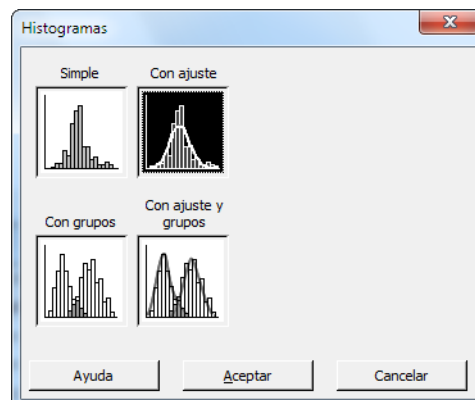 Histogramas
Simple
Con ajuste
Con grupos
Con ajuste y
grupos
Ayuda
Aceptar
Cancelar